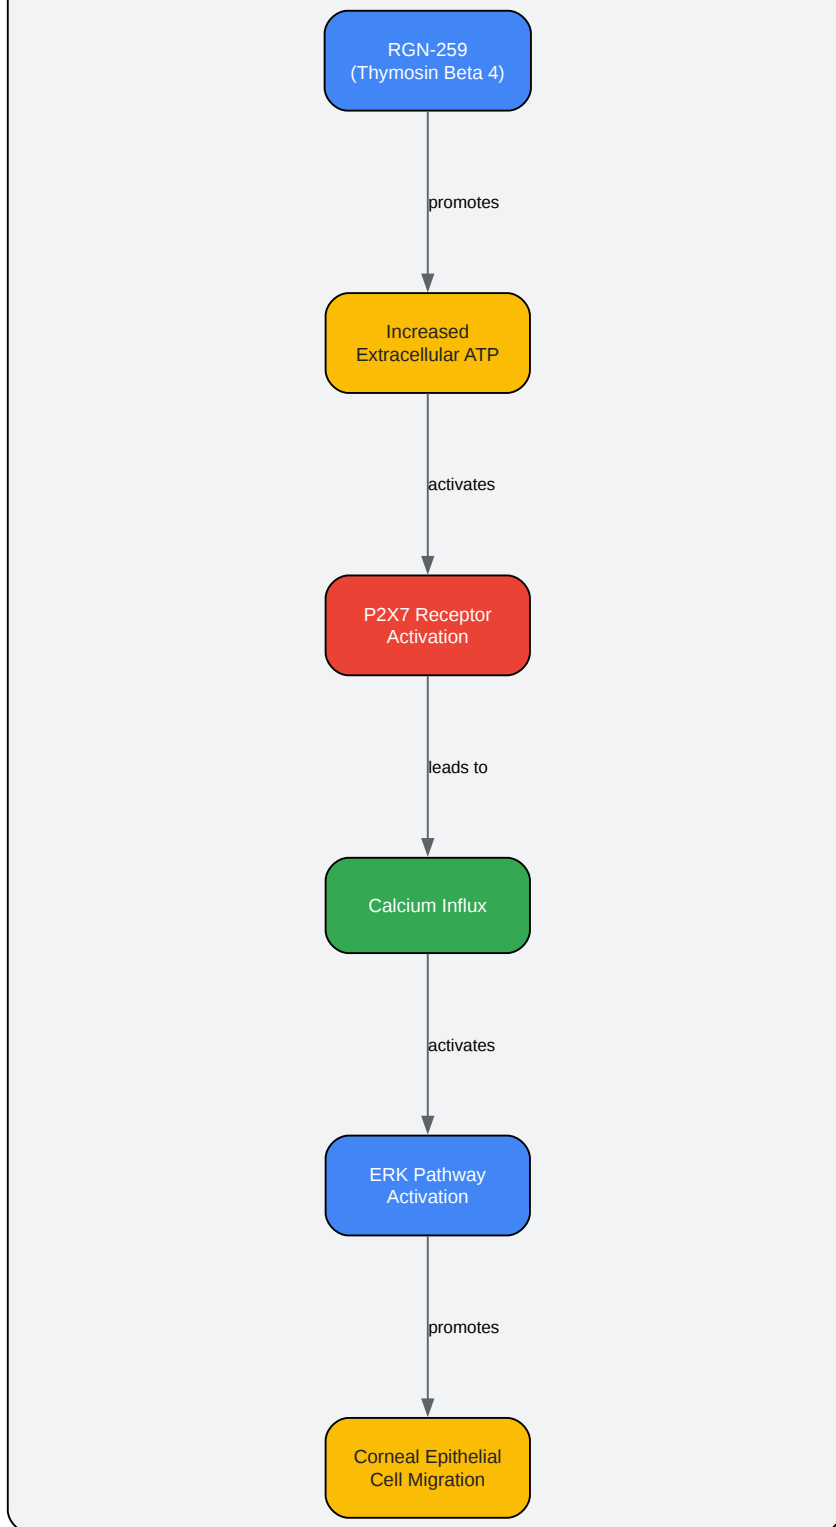 RGN-259
(Thymosin Beta 4)
promotes
Increased
Extracellular ATP
activates
P2X7 Receptor
Activation
leads to
Calcium Influx
activates
ERK Pathway
Activation
promotes
Corneal Epithelial
Cell Migration